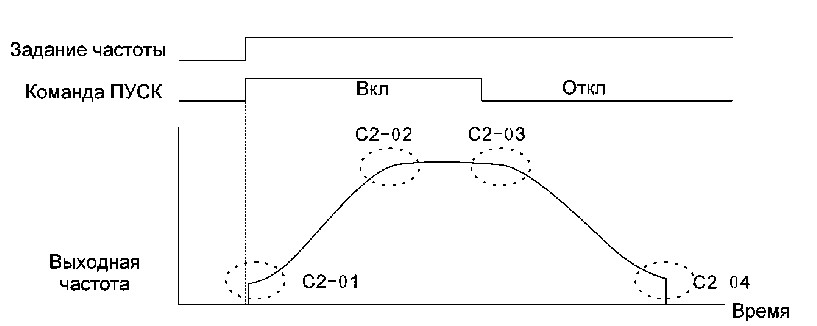 Задание частоты
Команда ПУСК
Вкл
Откл
C2-02
C2-03
Выходная
частота
C2-01
C2 04
Время